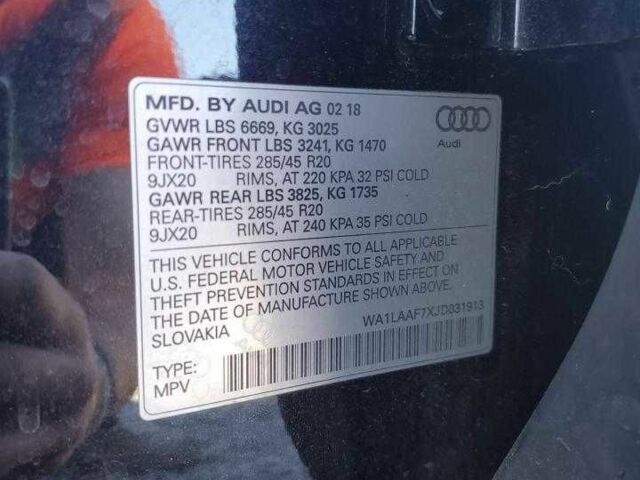 MFD. BY AUDI AG 02 18
GVWR LBS 6669, KG 3025
GAWR FRONT LBS 3241, KG 1470
FRONT-TIRES 285/45 R20
9JX20 RIMS, AT 220 KPA 32 PSI COLD
GAWR REAR LBS 3825, KG 1735
REAR-TIRES 285/45 R20
9JX20 RIMS, AT 240 KPA 35 PSI COLD
Audi
THIS VEHICLE CONFORMS TO ALL APPLICABLE
U.S. FEDERAL MOTOR VEHICLE SAFETY AND
THEFT PREVENTION STANDARDS IN EFFECT ON
THE DATE OF MANUFACTURE SHOWN ABOVE.
SLOVAKIA
WA1LAAF7XJD031913
TYPE:
MPV